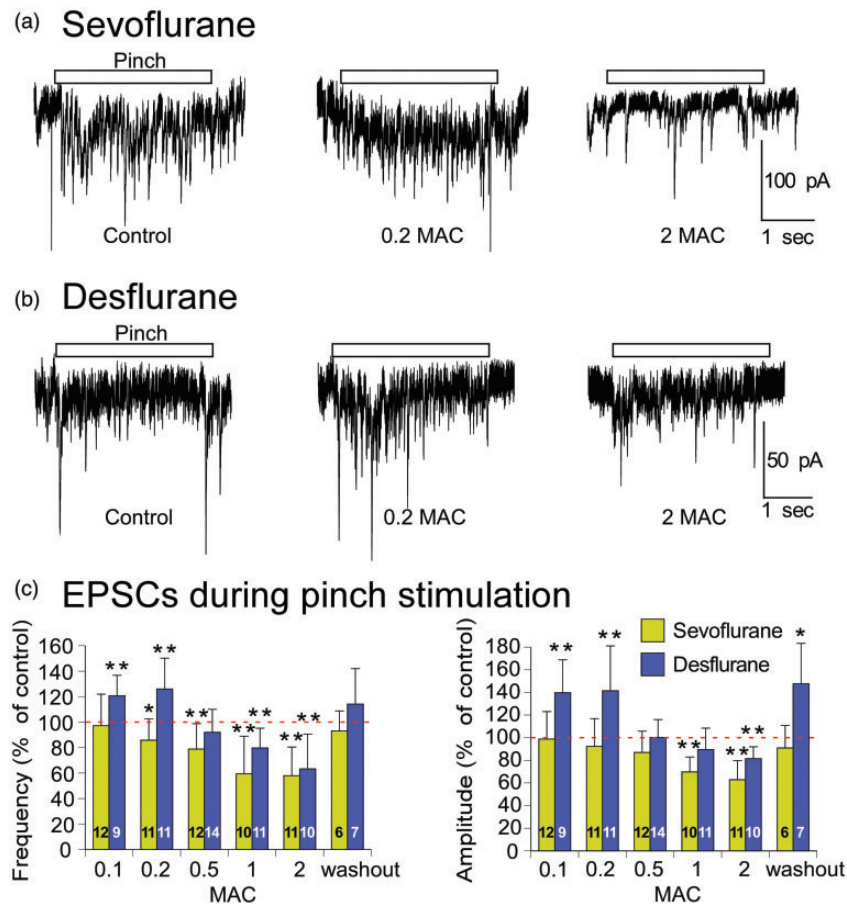 (a) Sevoflurane
Pinch
Control
0.2 MAC
2 MAC
100 pA
1 sec
(b) Desflurane
Pinch
Control
0.2 MAC
2 MAC
50 pA
1 sec
(c) EPSCs during pinch stimulation
Frequency (% of control)
160
140
120
100
80
60
40
20
0
** ** * ** ** ** ** **
12 9 11 11 12 14 10 11 11 10 6 7
0.1 0.2 0.5 1 2 washout
MAC
Sevoflurane
Desflurane
Amplitude (% of control)
180
160
140
120
100
80
60
40
20
0
** ** ** ** ** *
12 9 11 11 12 14 10 11 11 10 6 7
0.1 0.2 0.5 1 2 washout
MAC